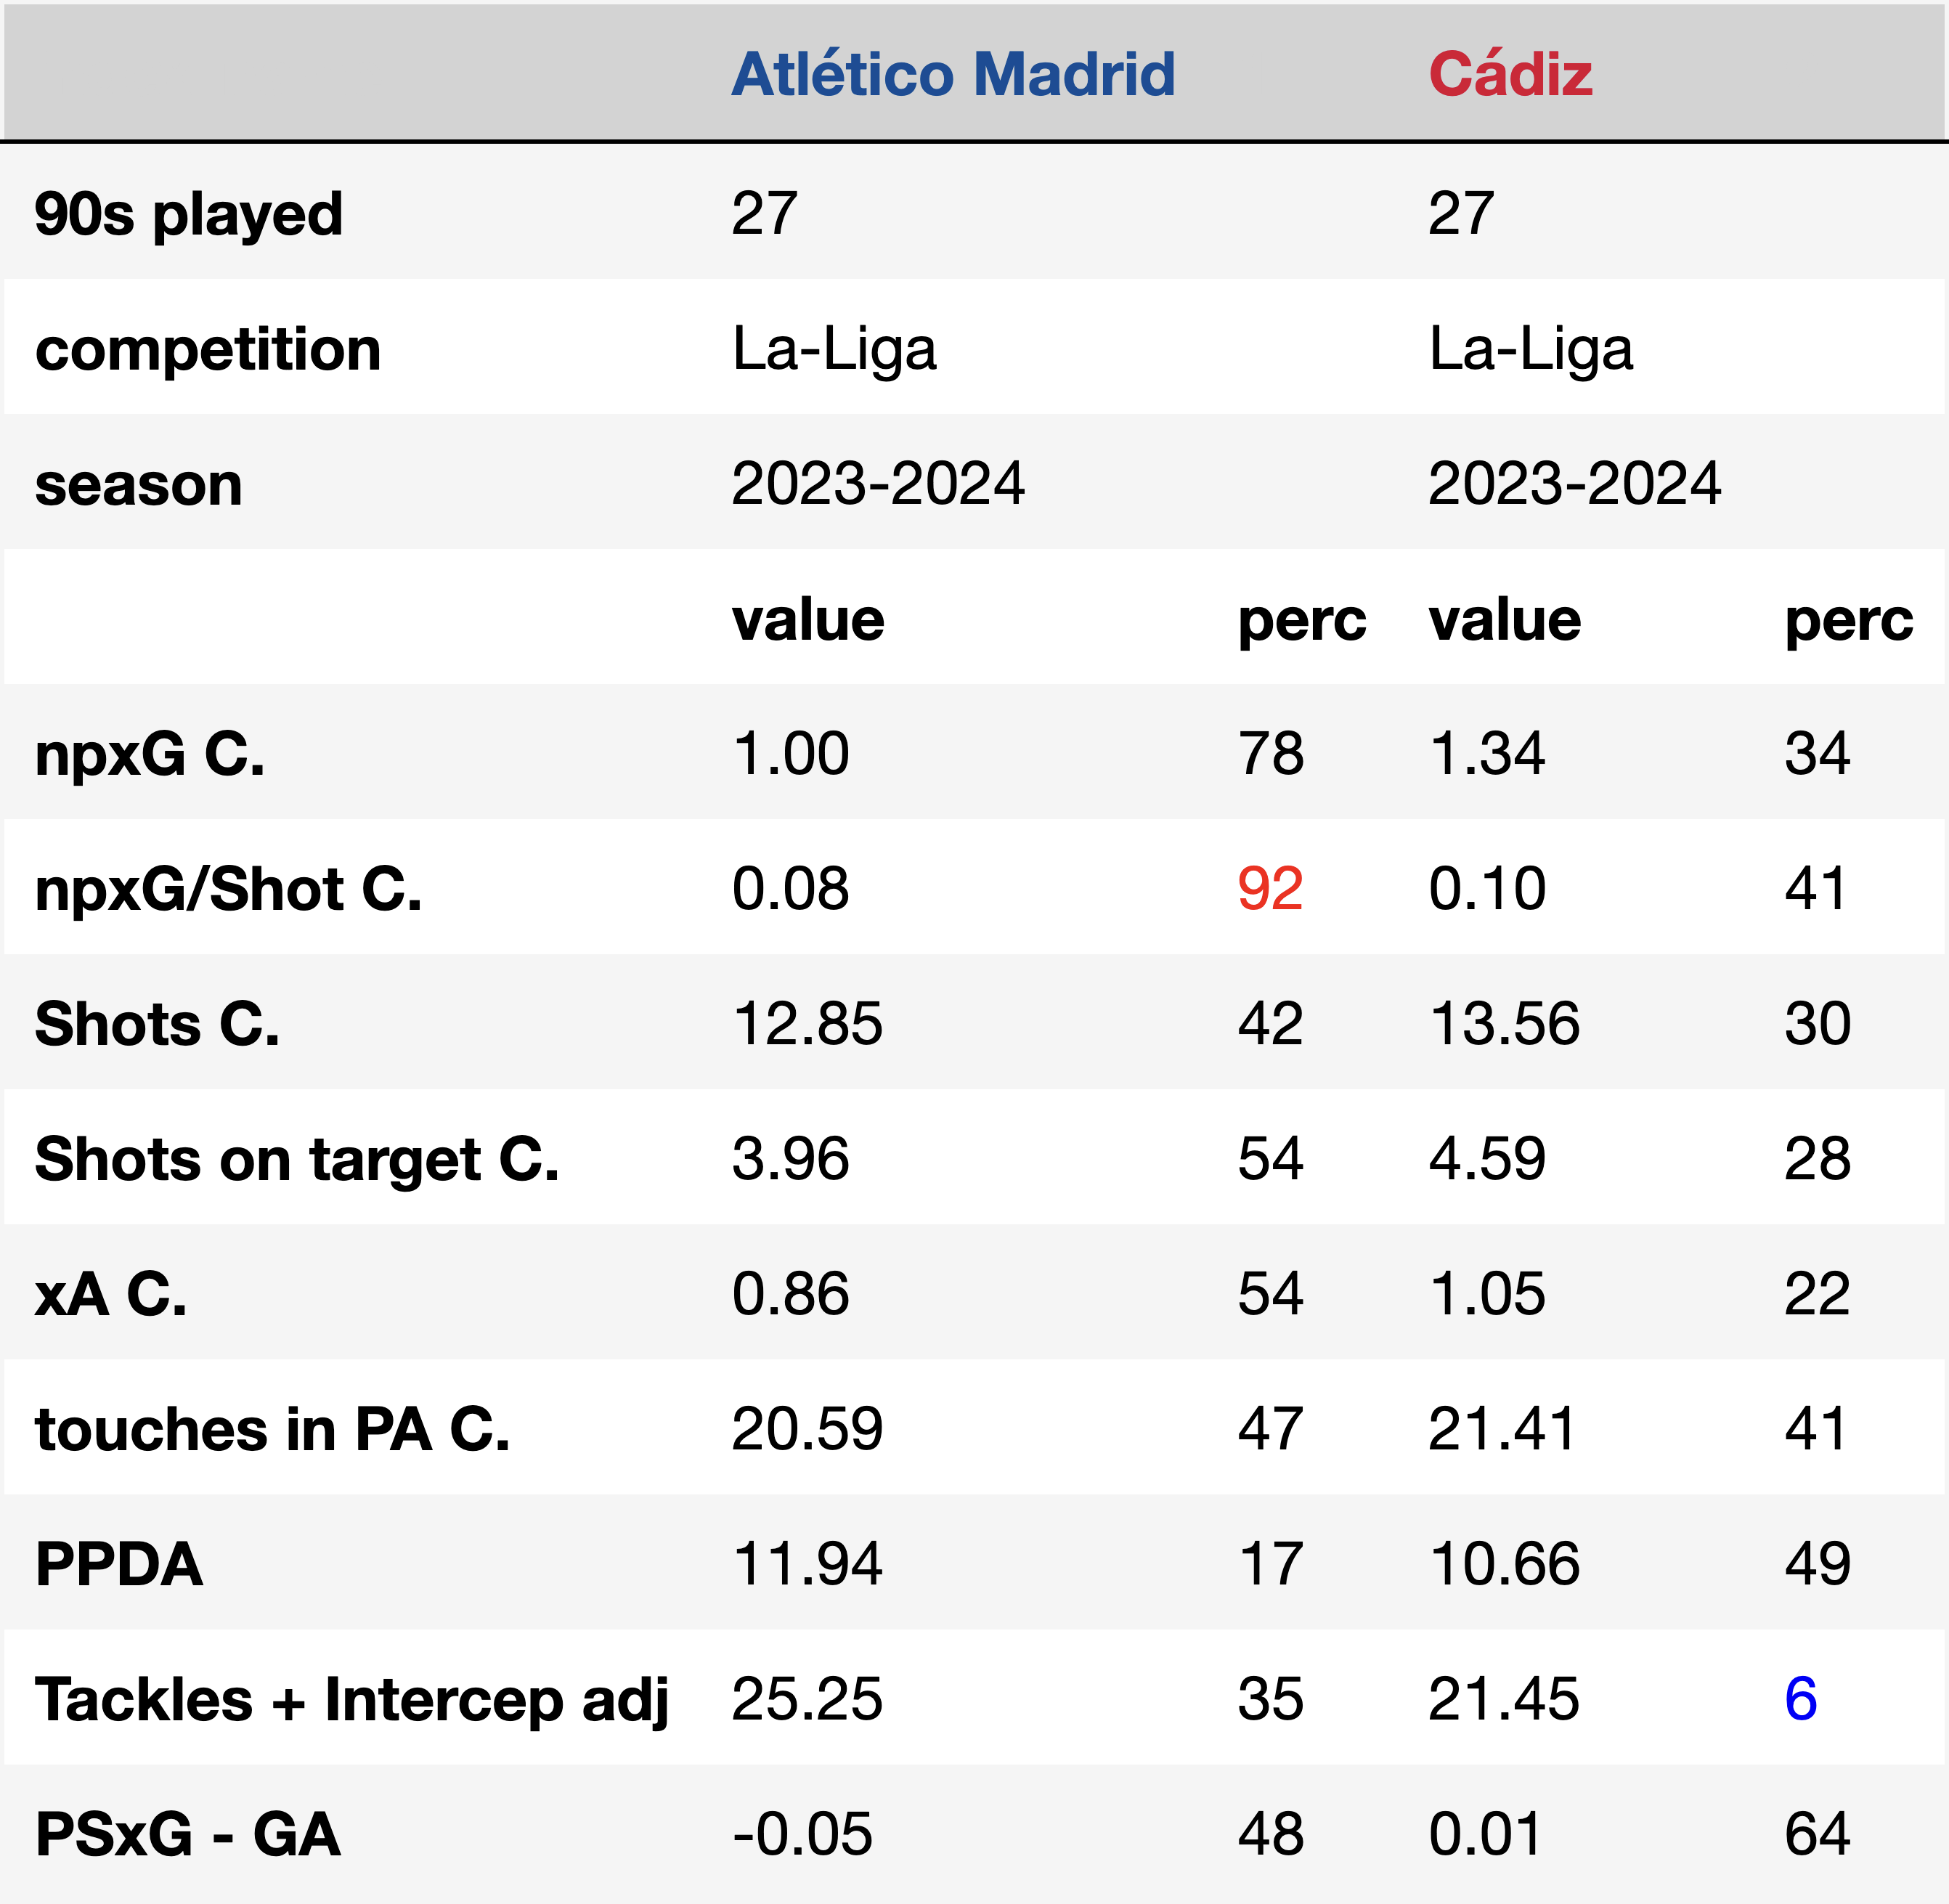 Atlético Madrid Cádiz
90s played 27 27
competition La-Liga La-Liga
season 2023-2024 2023-2024
value perc value perc
npxG C. 1.00 78 1.34 34
npxG/Shot C. 0.08 92 0.10 41
Shots C. 12.85 42 13.56 30
Shots on target C. 3.96 54 4.59 28
xA C. 0.86 54 1.05 22
touches in PA C. 20.59 47 21.41 41
PPDA 11.94 17 10.66 49
Tackles + Intercep adj 25.25 35 21.45 6
PSxG - GA -0.05 48 0.01 64